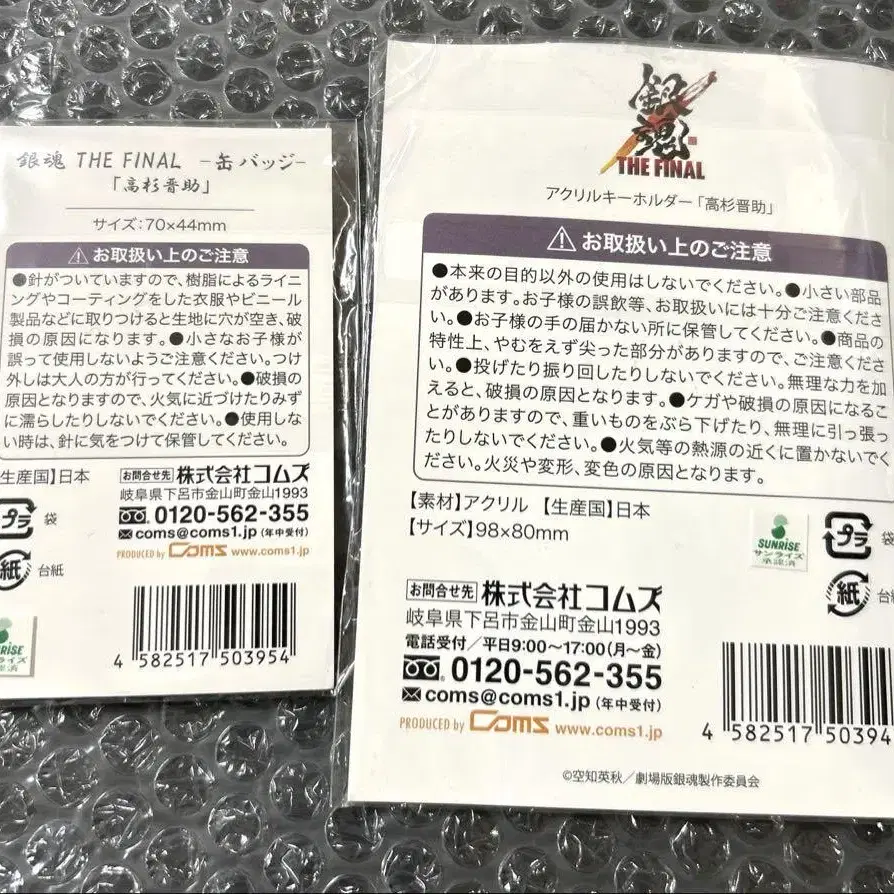 銀魂 THE FINAL -缶バッジ-
「高杉晋助」
サイズ:70×44mm
お取扱い上のご注意
●針がついていますので、樹脂によるライニ
ングやコーティングをした衣服やビニール
製品などに取りつけると生地に穴が空き、破
損の原因になります。●小さなお子様が
誤って使用しないようご注意ください。つけ
外しは大人の方が行ってください。●破損の
原因となりますので、火気に近づけたりみず
に濡らしたりしないでください。●使用しな
い時は、針に気をつけて保管してください。
生産国】日本
お問合せ先 株式会社コムズ
岐阜県下呂市金山町金山1993
0120-562-355
coms@coms1.jp (年中受付)
PRODUCED by Coms www.coms1.jp
プラ 袋
紙 台紙
RISE
ライズ
済
4 582517 503954
銀魂
THE FINAL
アクリルキーホルダー「高杉晋助」
お取扱い上のご注意
●本来の目的以外の使用はしないでください。●小さい部品
があります。お子様の誤飲等、お取扱いには十分ご注意くださ
い。●お子様の手の届かない所に保管してください。●商品の
特性上、やむをえず尖った部分がありますので、ご注意くださ
い。●投げたり振り回したりしないでください。無理な力を加
えると、破損の原因となります。●ケガや破損の原因になるこ
とがありますので、重いものをぶら下げたり、無理に引っ張っ
たりしないでください。●火気等の熱源の近くに置かないでく
ださい。火災や変形、変色の原因となります。
【素材】アクリル 【生産国】日本
【サイズ】98×80mm
SUNRISE
サンライズ
承認済
プラ 袋
紙 台
お問合せ先 株式会社コムズ
岐阜県下呂市金山町金山1993
電話受付/平日9:00〜17:00(月〜金)
0120-562-355
coms@coms1.jp (年中受付)
PRODUCED by Coms www.coms1.jp
4 582517 50394
©空知英秋/劇場版銀魂製作委員会